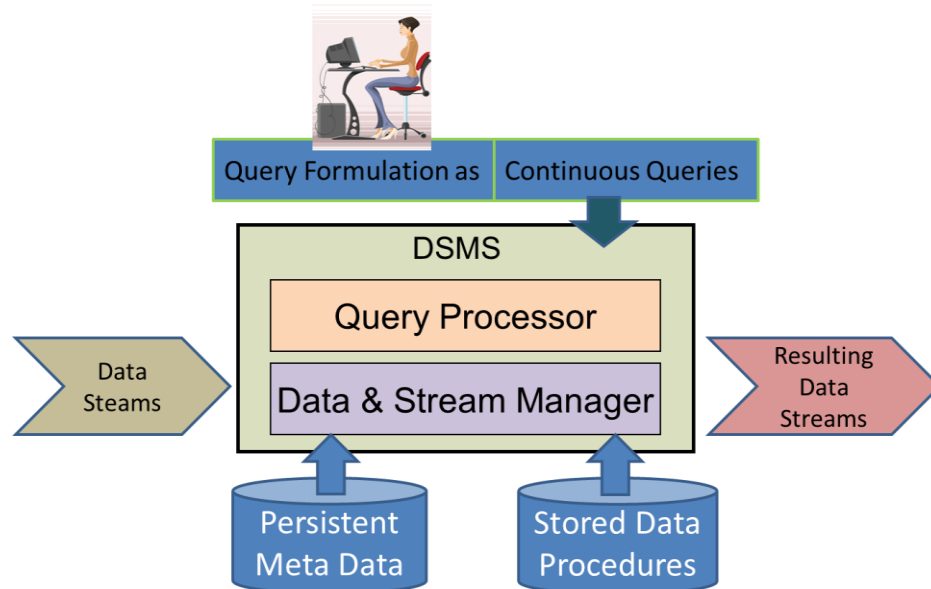 Query Formulation as
Continuous Queries
DSMS
Query Processor
Data
Steams
Data & Stream Manager
Resulting
Data
Streams
Persistent
Meta Data
Stored Data
Procedures